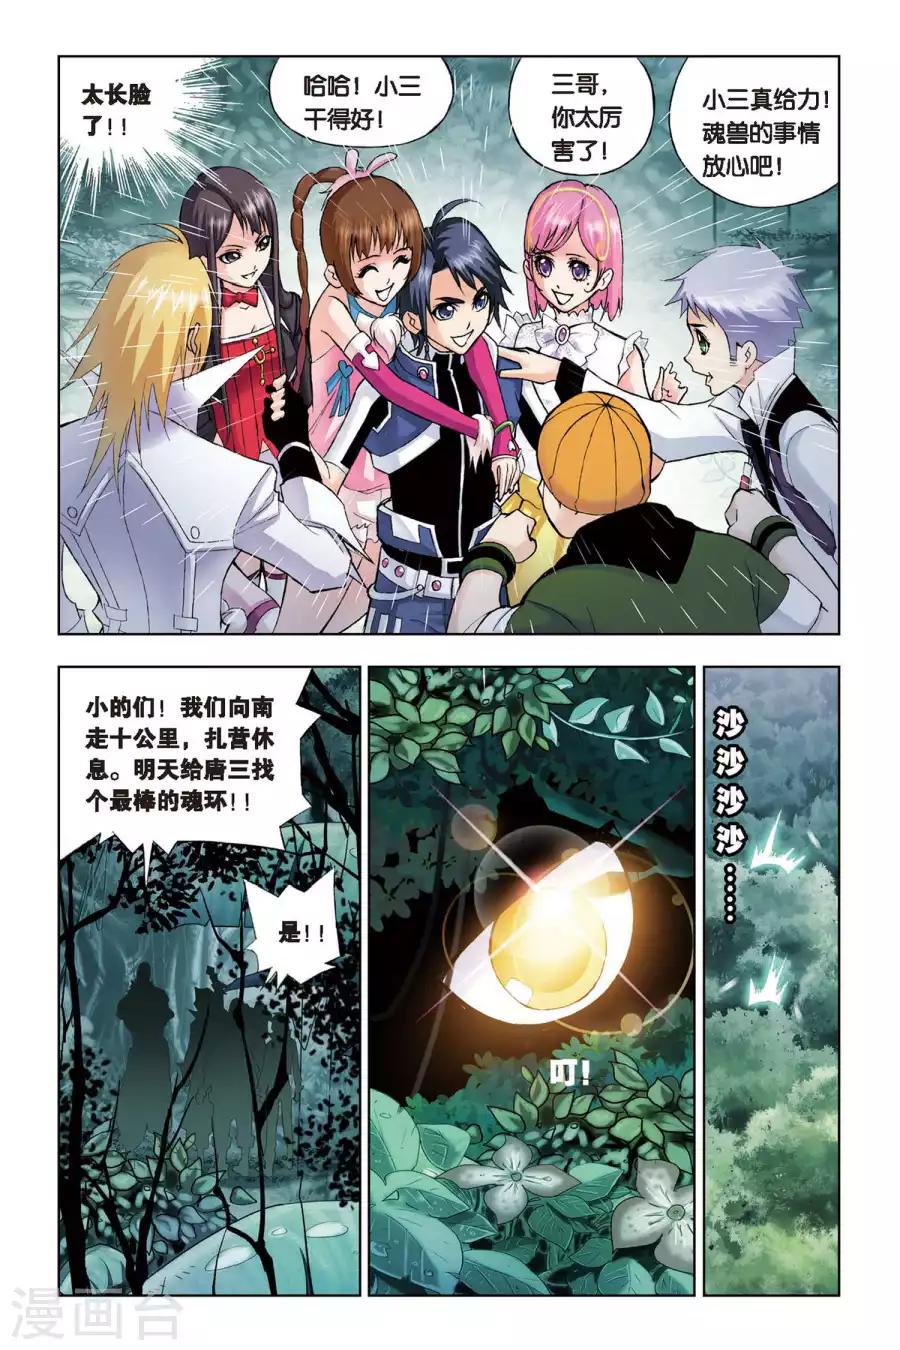 太长脸
了!!
哈哈！小三
干得好！
三哥，
你太厉
害了！
小三真给力！
魂兽的事情
放心吧！
小的们！我们向南
走十公里，扎营休
息。明天给唐三找
个最棒的魂环!!
是!!
叮！
沙沙沙沙……
漫画台